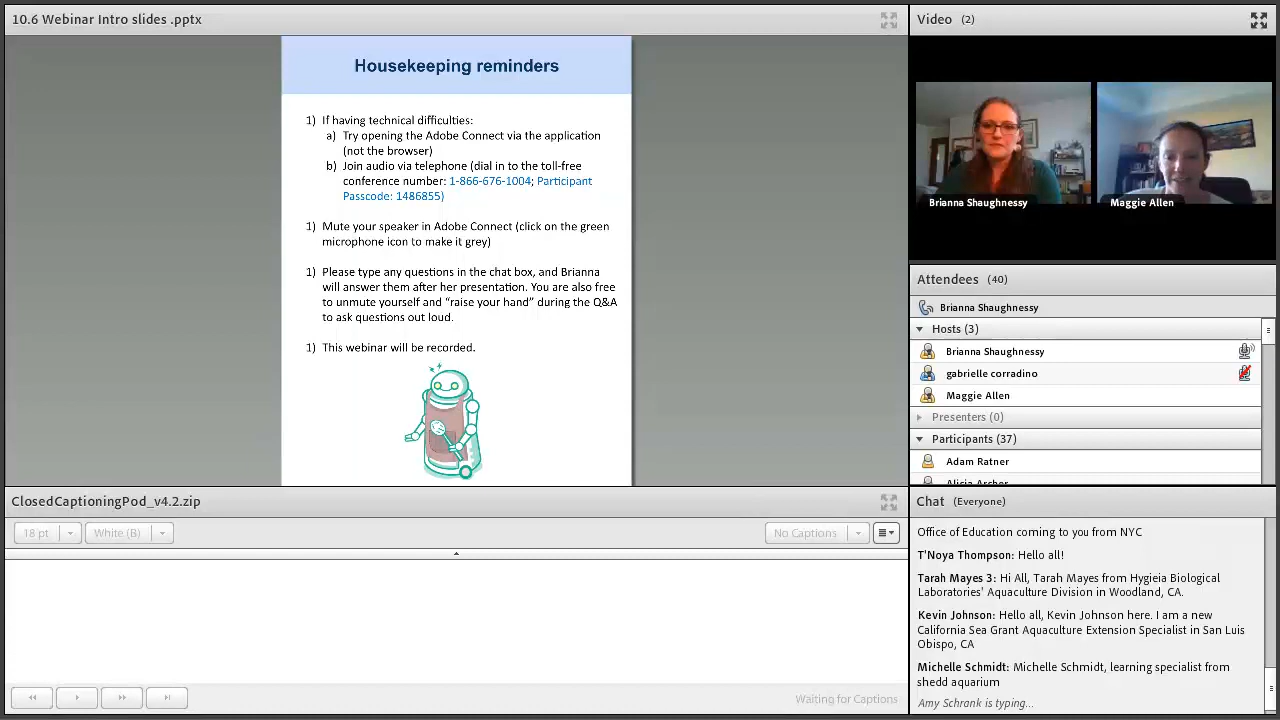 10.6 Webinar Intro slides .pptx
Housekeeping reminders
1) If having technical difficulties:
a) Try opening the Adobe Connect via the application
(not the browser)
b) Join audio via telephone (dial in to the toll-free
conference number: 1-866-676-1004; Participant
Passcode: 1486855)
1) Mute your speaker in Adobe Connect (click on the green
microphone icon to make it grey)
1) Please type any questions in the chat box, and Brianna
will answer them after her presentation. You are also free
to unmute yourself and “raise your hand” during the Q&A
to ask questions out loud.
1) This webinar will be recorded.
ClosedCaptioningPod_v4.2.zip
18 pt
White (B)
No Captions
Waiting for Captions
Video (2)
Brianna Shaughnessy
Maggie Allen
Attendees (40)
Brianna Shaughnessy
Hosts (3)
Brianna Shaughnessy
gabrielle corradino
Maggie Allen
Presenters (0)
Participants (37)
Adam Ratner
Alicia Archer
Chat (Everyone)
Office of Education coming to you from NYC
T'Noya Thompson: Hello all!
Tarah Mayes 3: Hi All, Tarah Mayes from Hygieia Biological
Laboratories' Aquaculture Division in Woodland, CA.
Kevin Johnson: Hello all, Kevin Johnson here. I am a new
California Sea Grant Aquaculture Extension Specialist in San Luis
Obispo, CA
Michelle Schmidt: Michelle Schmidt, learning specialist from
shedd aquarium
Amy Schrank is typing...